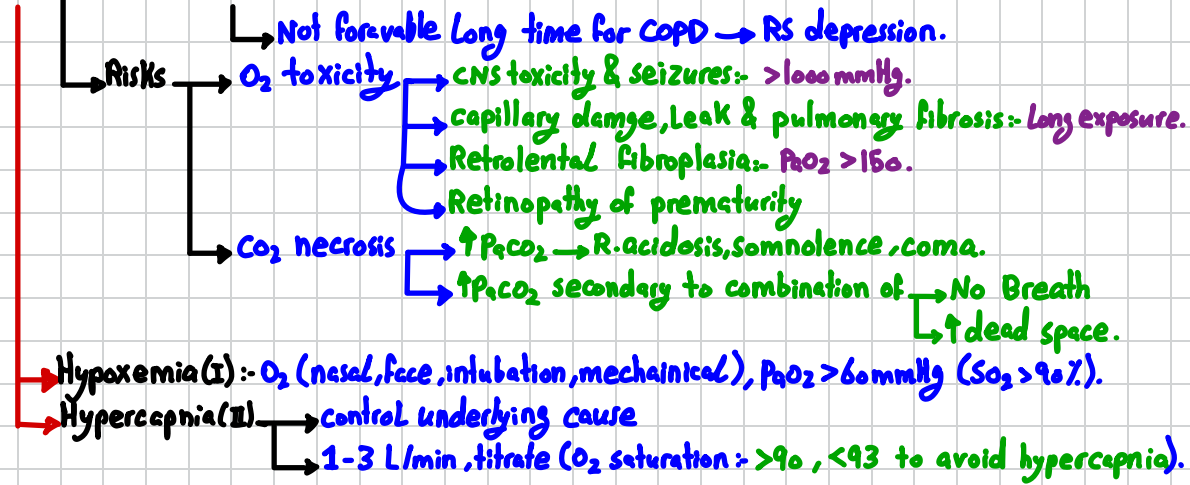 Not foravable Long time for COPD → RS depression.
Risks → O₂ toxicity → CNS toxicity & seizures:- >1000mmHg.
capillary damge, Leak & pulmonary fibrosis:- Long exposure.
Retrolental fibroplasia:- PaO₂ >150.
Retinopathy of prematurity
CO₂ necrosis → ↑PaCO₂ → R.acidosis, somnolence, coma.
↑PaCO₂ secondary to combination of → No Breath
↑dead space.
Hypoxemia(I):- O₂ (nasal, face, intubation, mechainical), PaO₂ >60mmHg (SO₂ >90%).
Hypercapnia(II) → control underlying cause
1-3 L/min, titrate (O₂ saturation:- >90, <93 to avoid hypercapnia).